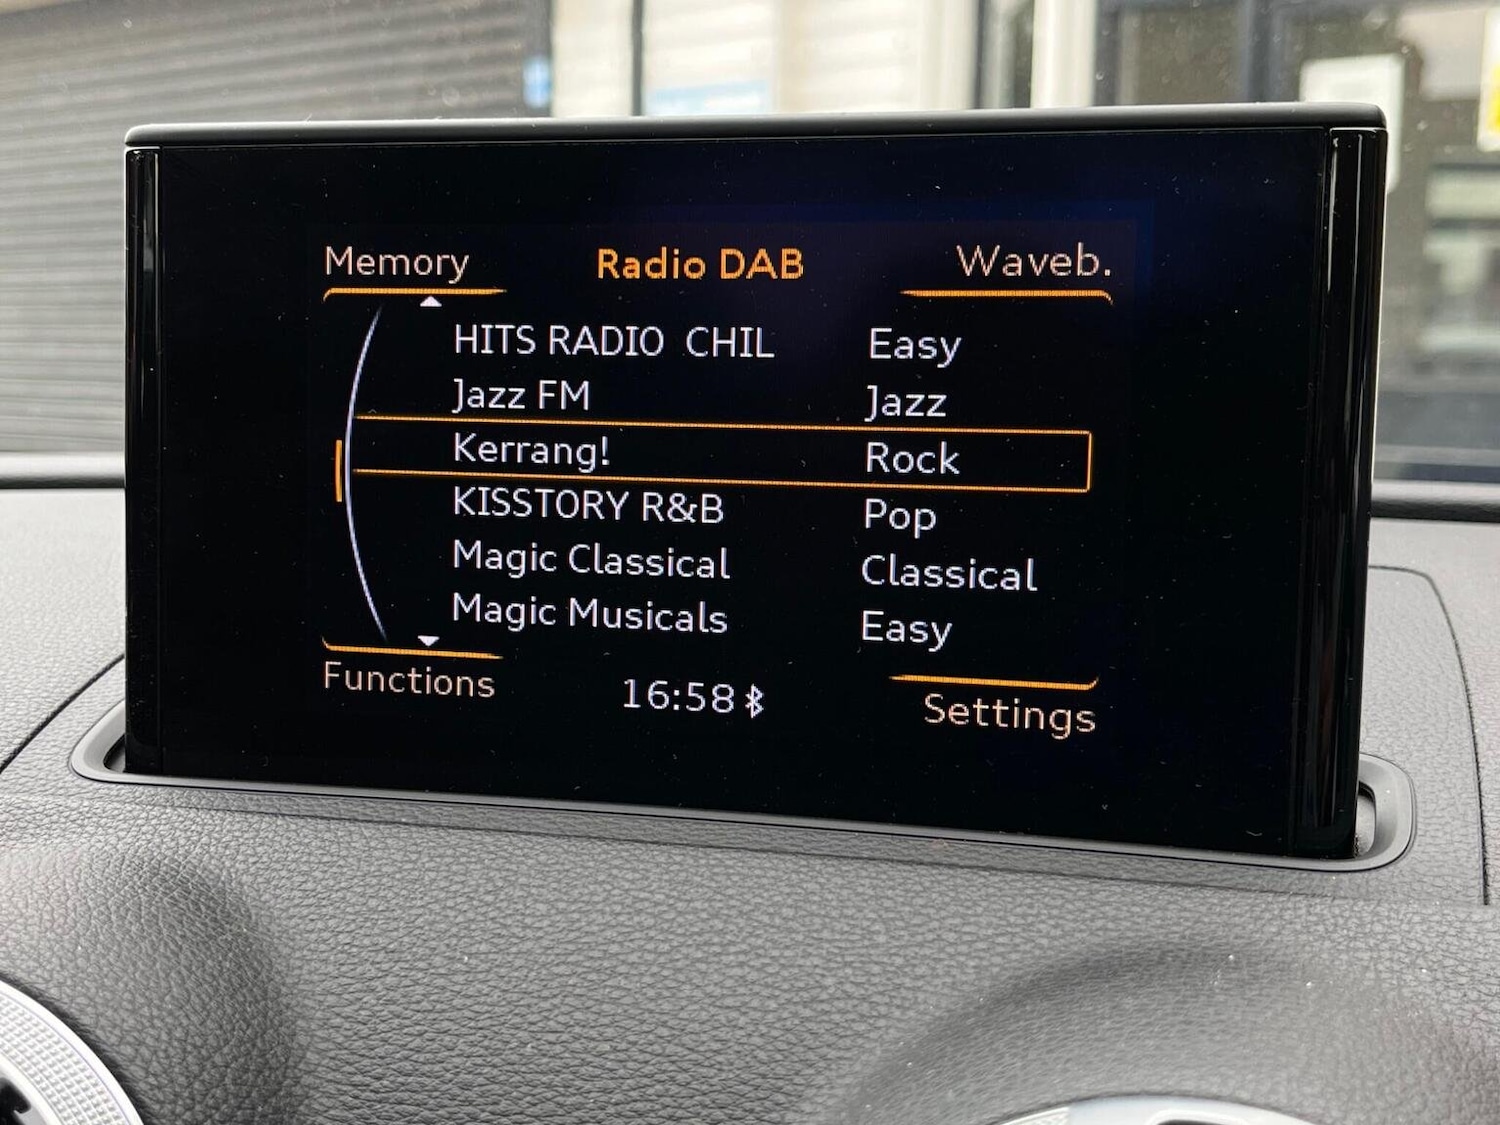 Memory Radio DAB Waveb.
HITS RADIO CHIL Easy
Jazz FM Jazz
Kerrang! Rock
KISSTORY R&B Pop
Magic Classical Classical
Magic Musicals Easy
Functions 16:58 Settings